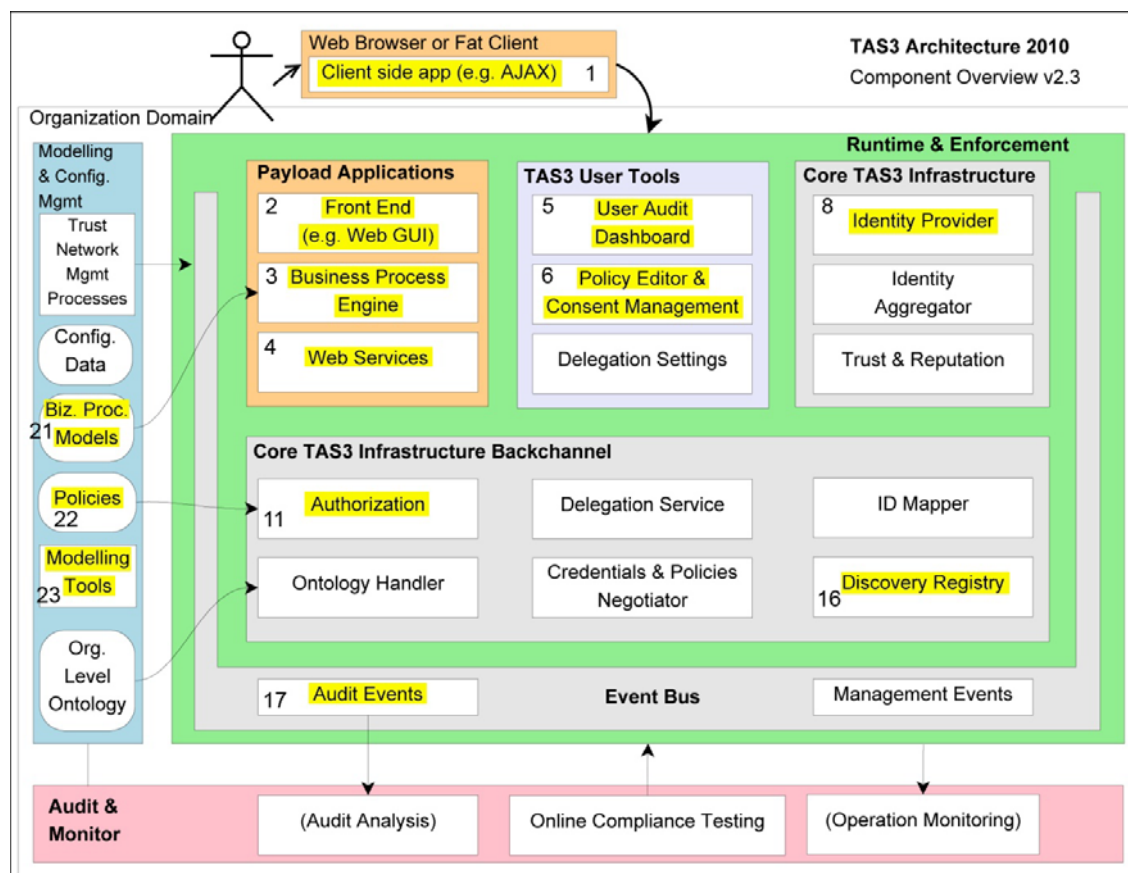 Web Browser or Fat Client
Client side app (e.g. AJAX) 1
TAS3 Architecture 2010
Component Overview v2.3
Organization Domain
Modelling
& Config.
Mgmt
Trust
Network
Mgmt
Processes
Config.
Data
Biz. Proc.
Models
21
Policies
22
Modelling
Tools
23
Org.
Level
Ontology
Runtime & Enforcement
Payload Applications
2 Front End
(e.g. Web GUI)
3 Business Process
Engine
4 Web Services
TAS3 User Tools
5 User Audit
Dashboard
6 Policy Editor &
Consent Management
Delegation Settings
Core TAS3 Infrastructure
8 Identity Provider
Identity
Aggregator
Trust & Reputation
Core TAS3 Infrastructure Backchannel
11 Authorization
Delegation Service
ID Mapper
Ontology Handler
Credentials & Policies
Negotiator
16 Discovery Registry
17 Audit Events
Event Bus
Management Events
Audit &
Monitor
(Audit Analysis)
Online Compliance Testing
(Operation Monitoring)